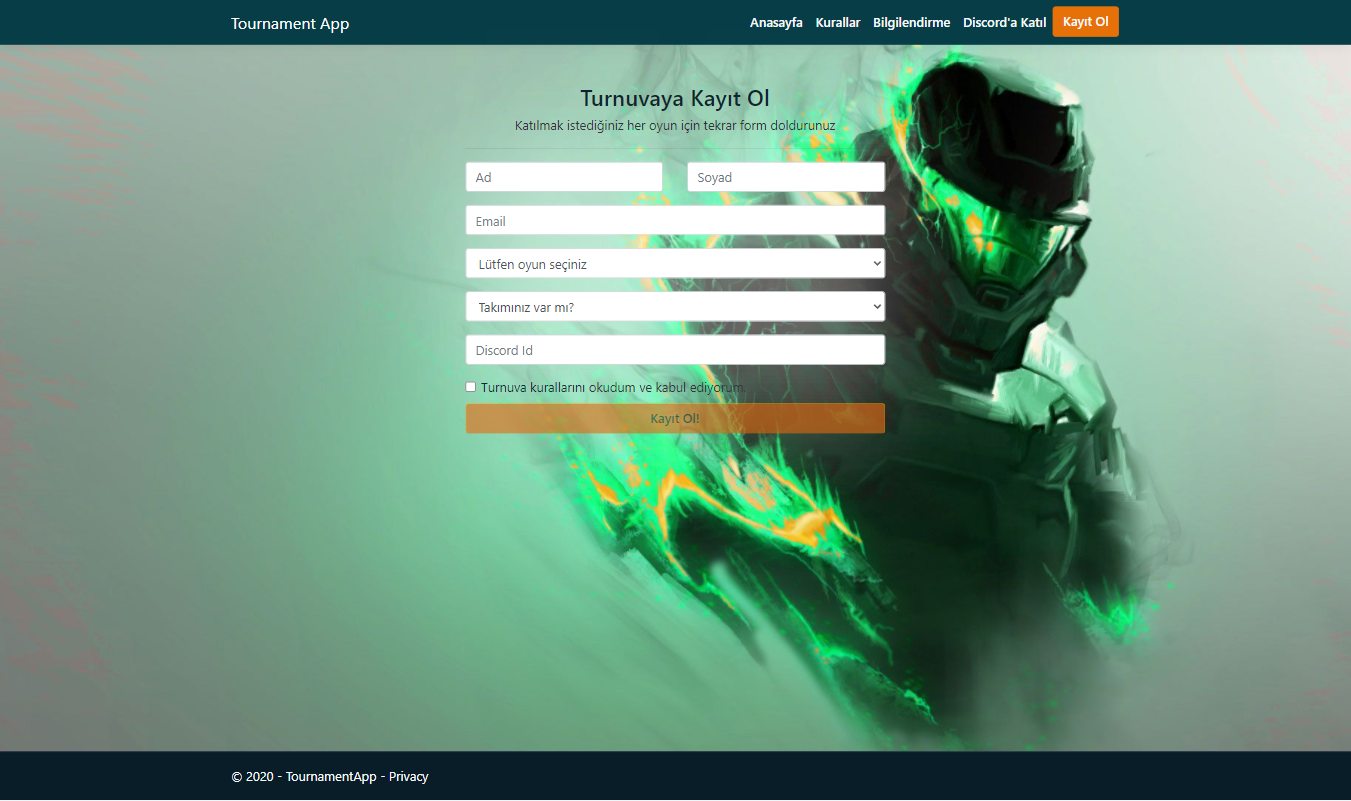 Tournament App
Anasayfa Kurallar Bilgilendirme Discord'a Katıl Kayıt Ol
Turnuvaya Kayıt Ol
Katılmak istediğiniz her oyun için tekrar form doldurunuz
Ad Soyad
Email
Lütfen oyun seçiniz
Takımınız var mı?
Discord Id
Turnuva kurallarını okudum ve kabul ediyorum.
Kayıt Ol!
© 2020 - TournamentApp - Privacy